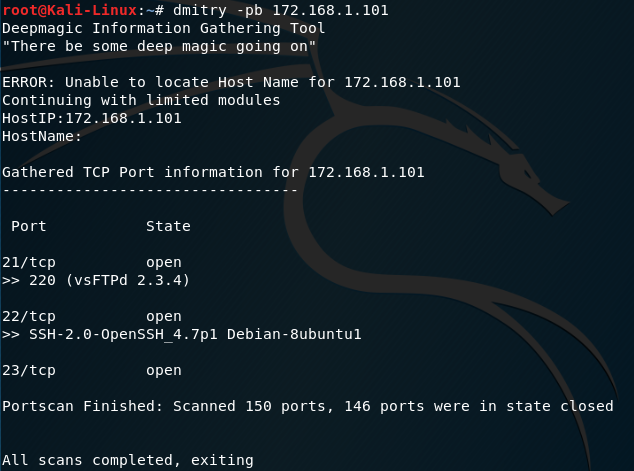 root@Kali-Linux:~# dmitry -pb 172.168.1.101
Deepmagic Information Gathering Tool
"There be some deep magic going on"
ERROR: Unable to locate Host Name for 172.168.1.101
Continuing with limited modules
HostIP:172.168.1.101
HostName:
Gathered TCP Port information for 172.168.1.101
---------------------------------
Port State
21/tcp open
>> 220 (vsFTPd 2.3.4)
22/tcp open
>> SSH-2.0-OpenSSH_4.7p1 Debian-8ubuntu1
23/tcp open
Portscan Finished: Scanned 150 ports, 146 ports were in state closed
All scans completed, exiting